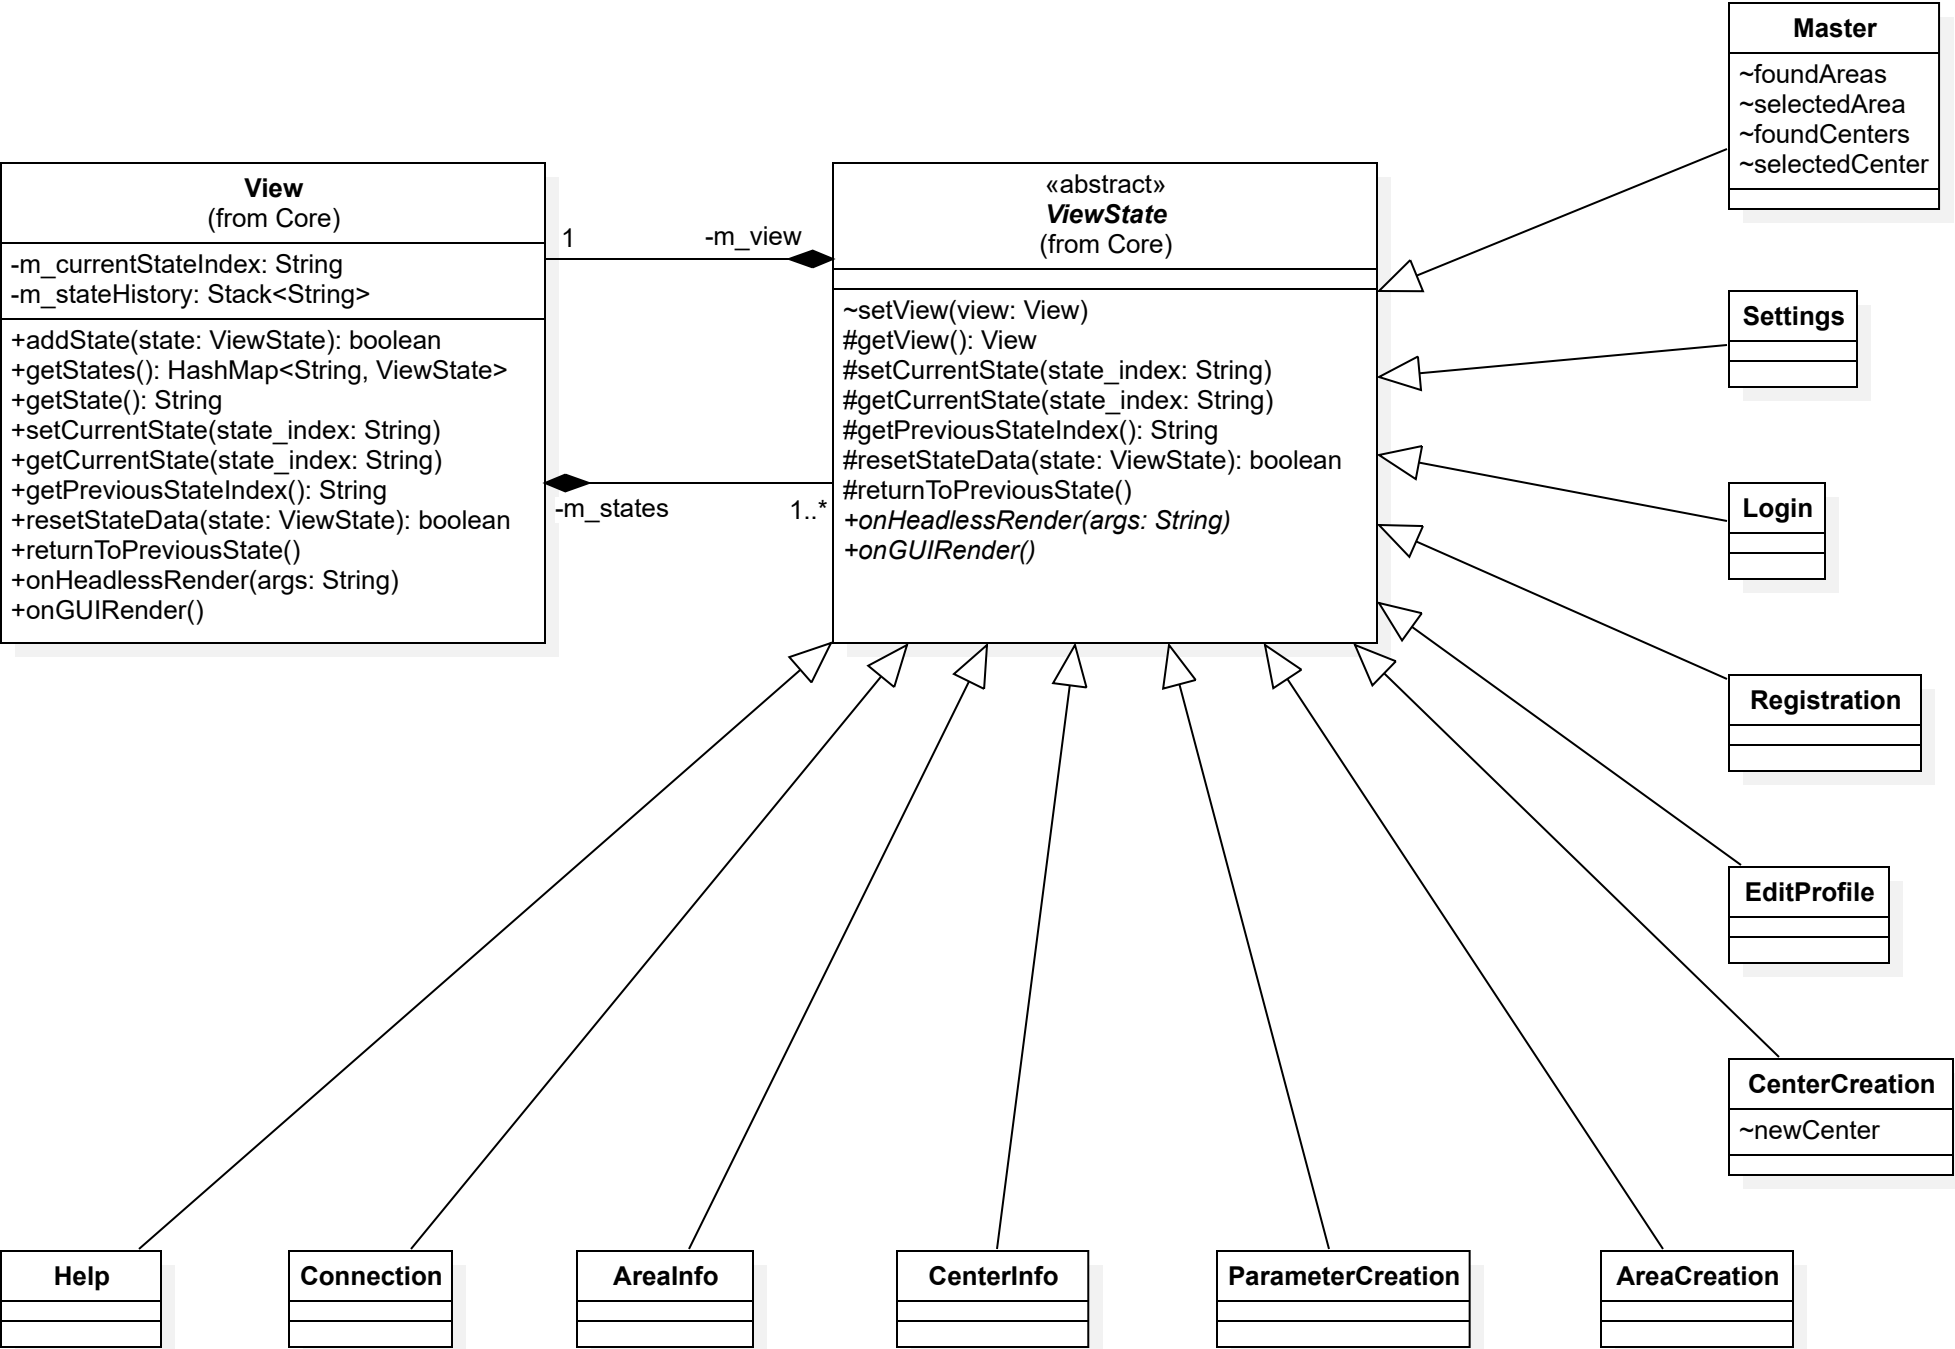 View
(from Core)
-m_currentStateIndex: String
-m_stateHistory: Stack<String>
+addState(state: ViewState): boolean
+getStates(): HashMap<String, ViewState>
+getState(): String
+setCurrentState(state_index: String)
+getCurrentState(state_index: String)
+getPreviousStateIndex(): String
+resetStateData(state: ViewState): boolean
+returnToPreviousState()
+onHeadlessRender(args: String)
+onGUIRender()
1
-m_view
-m_states
1..*
«abstract»
ViewState
(from Core)
~setView(view: View)
#getView(): View
#setCurrentState(state_index: String)
#getCurrentState(state_index: String)
#getPreviousStateIndex(): String
#resetStateData(state: ViewState): boolean
#returnToPreviousState()
+onHeadlessRender(args: String)
+onGUIRender()
Master
~foundAreas
~selectedArea
~foundCenters
~selectedCenter
Settings
Login
Registration
EditProfile
CenterCreation
~newCenter
Help
Connection
AreaInfo
CenterInfo
ParameterCreation
AreaCreation